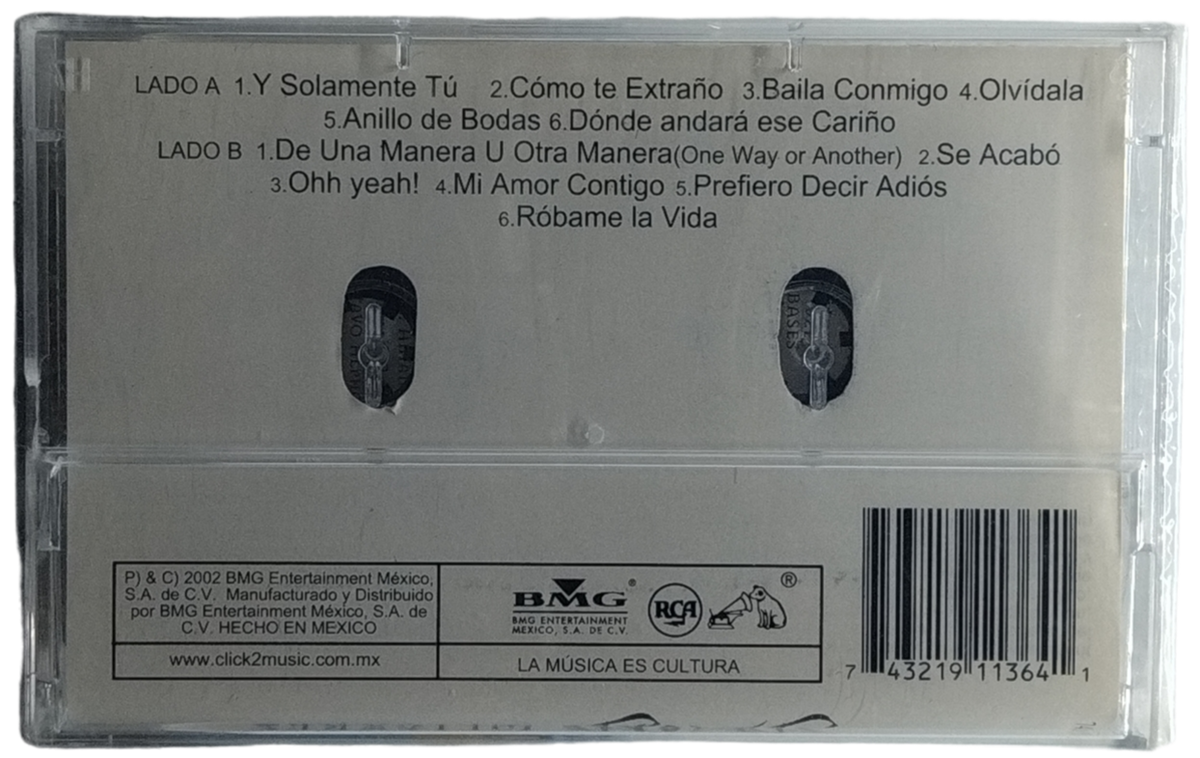 LADO A 1.Y Solamente Tú 2.Cómo te Extraño 3.Baila Conmigo 4.Olvídala
5.Anillo de Bodas 6.Dónde andará ese Cariño
LADO B 1.De Una Manera U Otra Manera(One Way or Another) 2.Se Acabó
3.Ohh yeah! 4.Mi Amor Contigo 5.Prefiero Decir Adiós
6.Róbame la Vida
BASES
P) & C) 2002 BMG Entertainment México,
S.A. de C.V. Manufacturado y Distribuido
por BMG Entertainment México, S.A. de
C.V. HECHO EN MEXICO
www.click2music.com.mx
BMG®
BMG ENTERTAINMENT
MÉXICO, S.A. DE C.V.
RCA
®
LA MÚSICA ES CULTURA
7 43219 11364 1